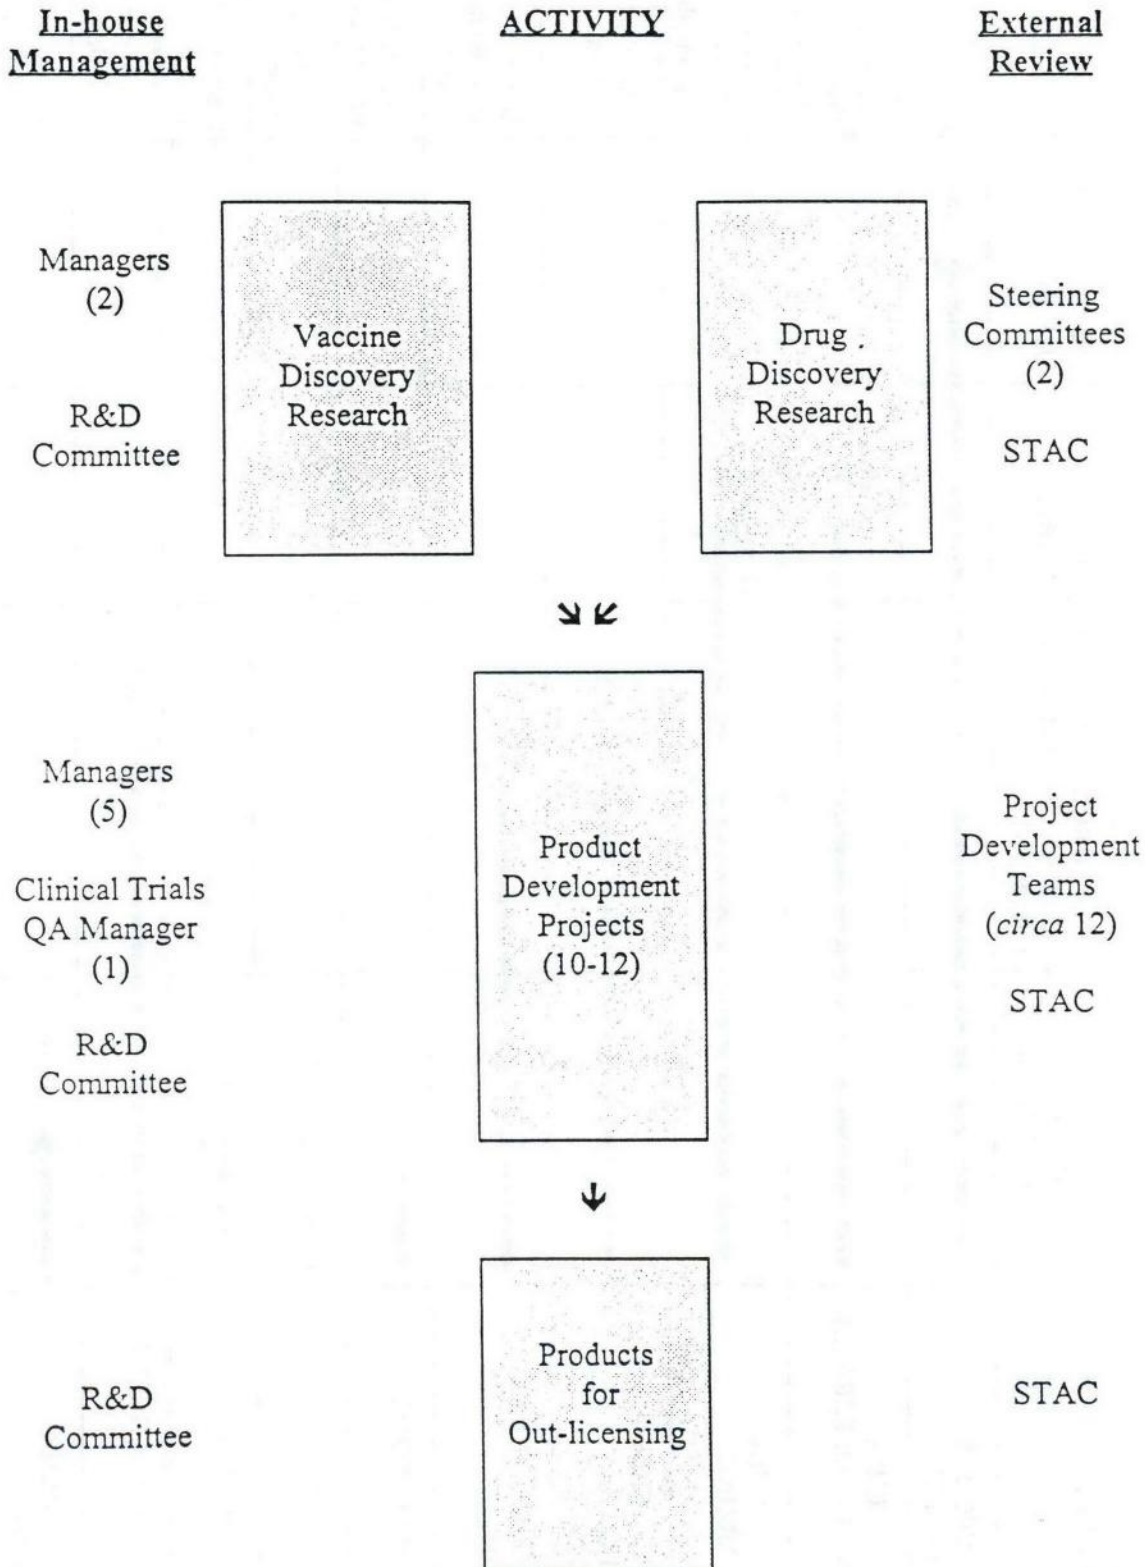 In-house
Management
ACTIVITY
External
Review
Managers
(2)
R&D
Committee
Vaccine
Discovery
Research
Drug
Discovery
Research
Steering
Committees
(2)
STAC
Managers
(5)
Clinical Trials
QA Manager
(1)
R&D
Committee
Product
Development
Projects
(10-12)
Project
Development
Teams
(circa 12)
STAC
R&D
Committee
Products
for
Out-licensing
STAC